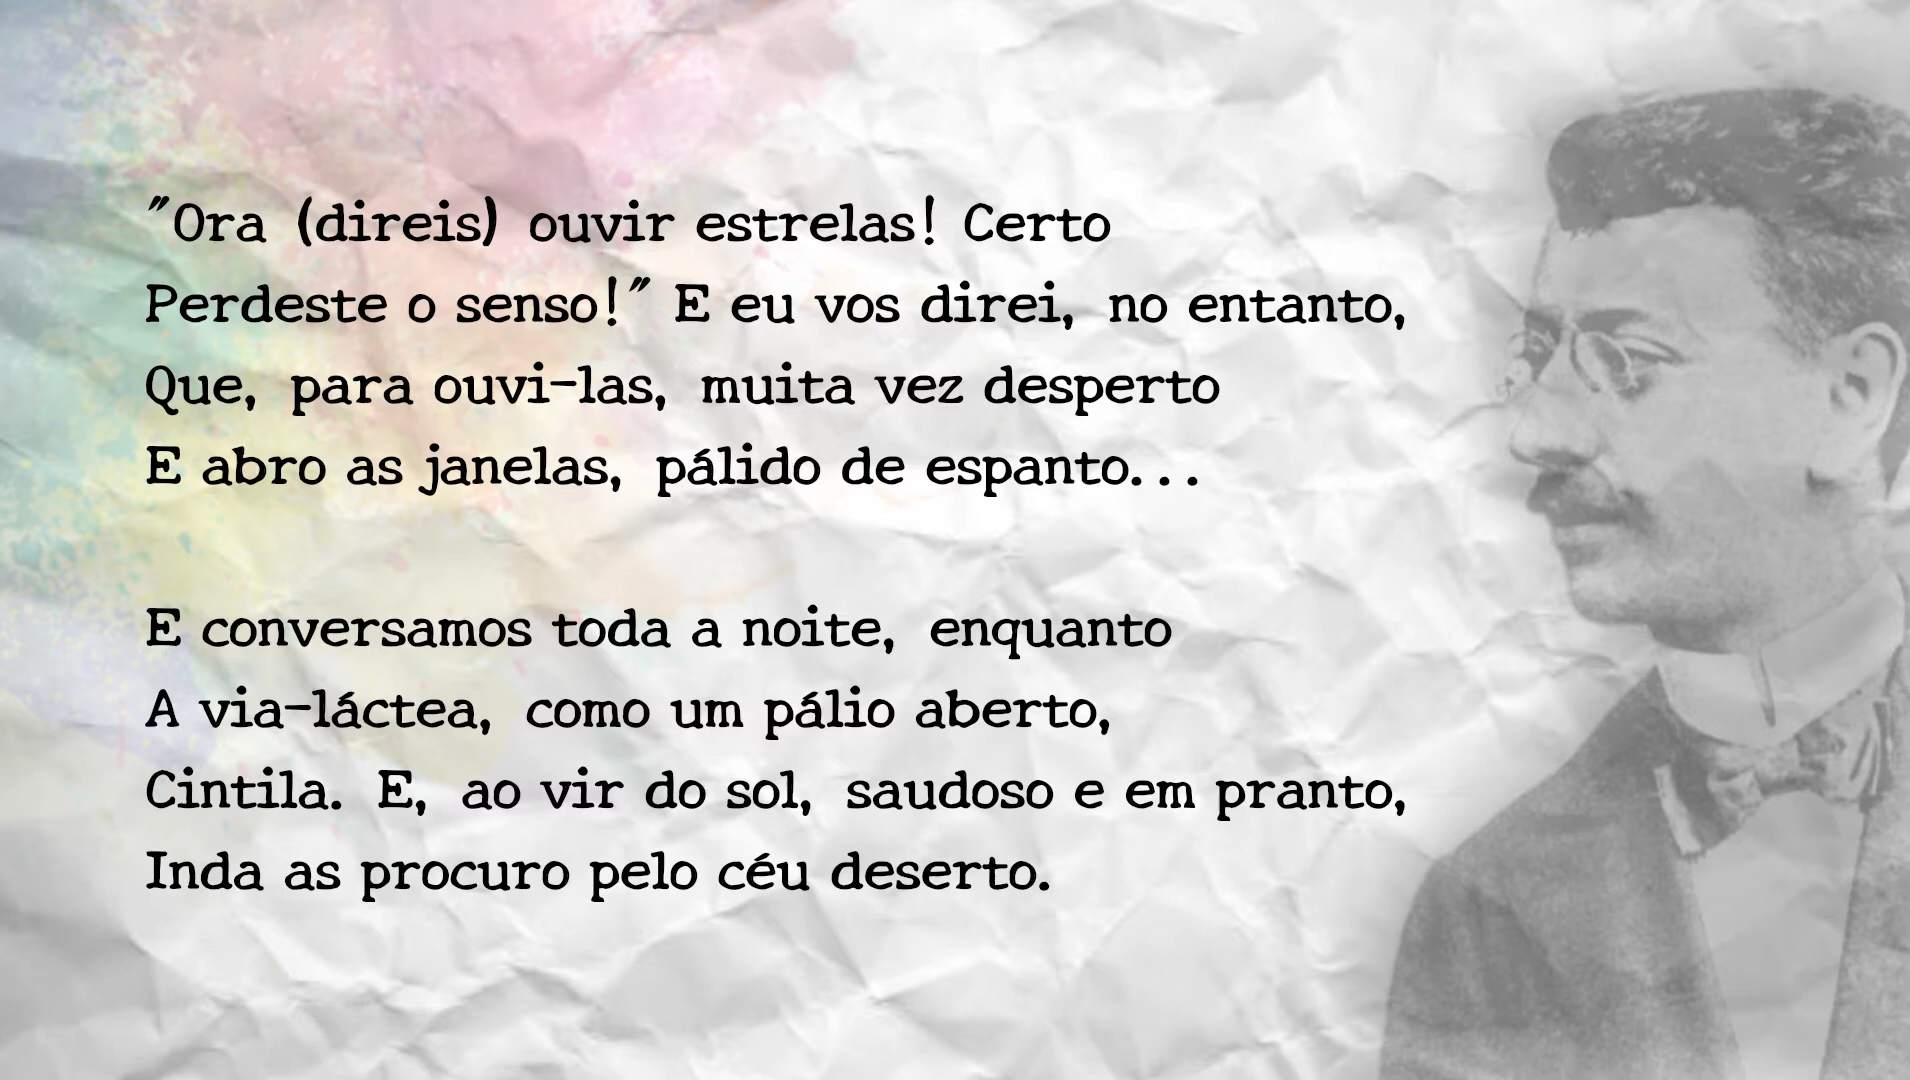 "Ora (direis) ouvir estrelas! Certo
Perdeste o senso!" E eu vos direi, no entanto,
Que, para ouvi-las, muita vez desperto
E abro as janelas, pálido de espanto...

E conversamos toda a noite, enquanto
A via-láctea, como um pálio aberto,
Cintila. E, ao vir do sol, saudoso e em pranto,
Inda as procuro pelo céu deserto.